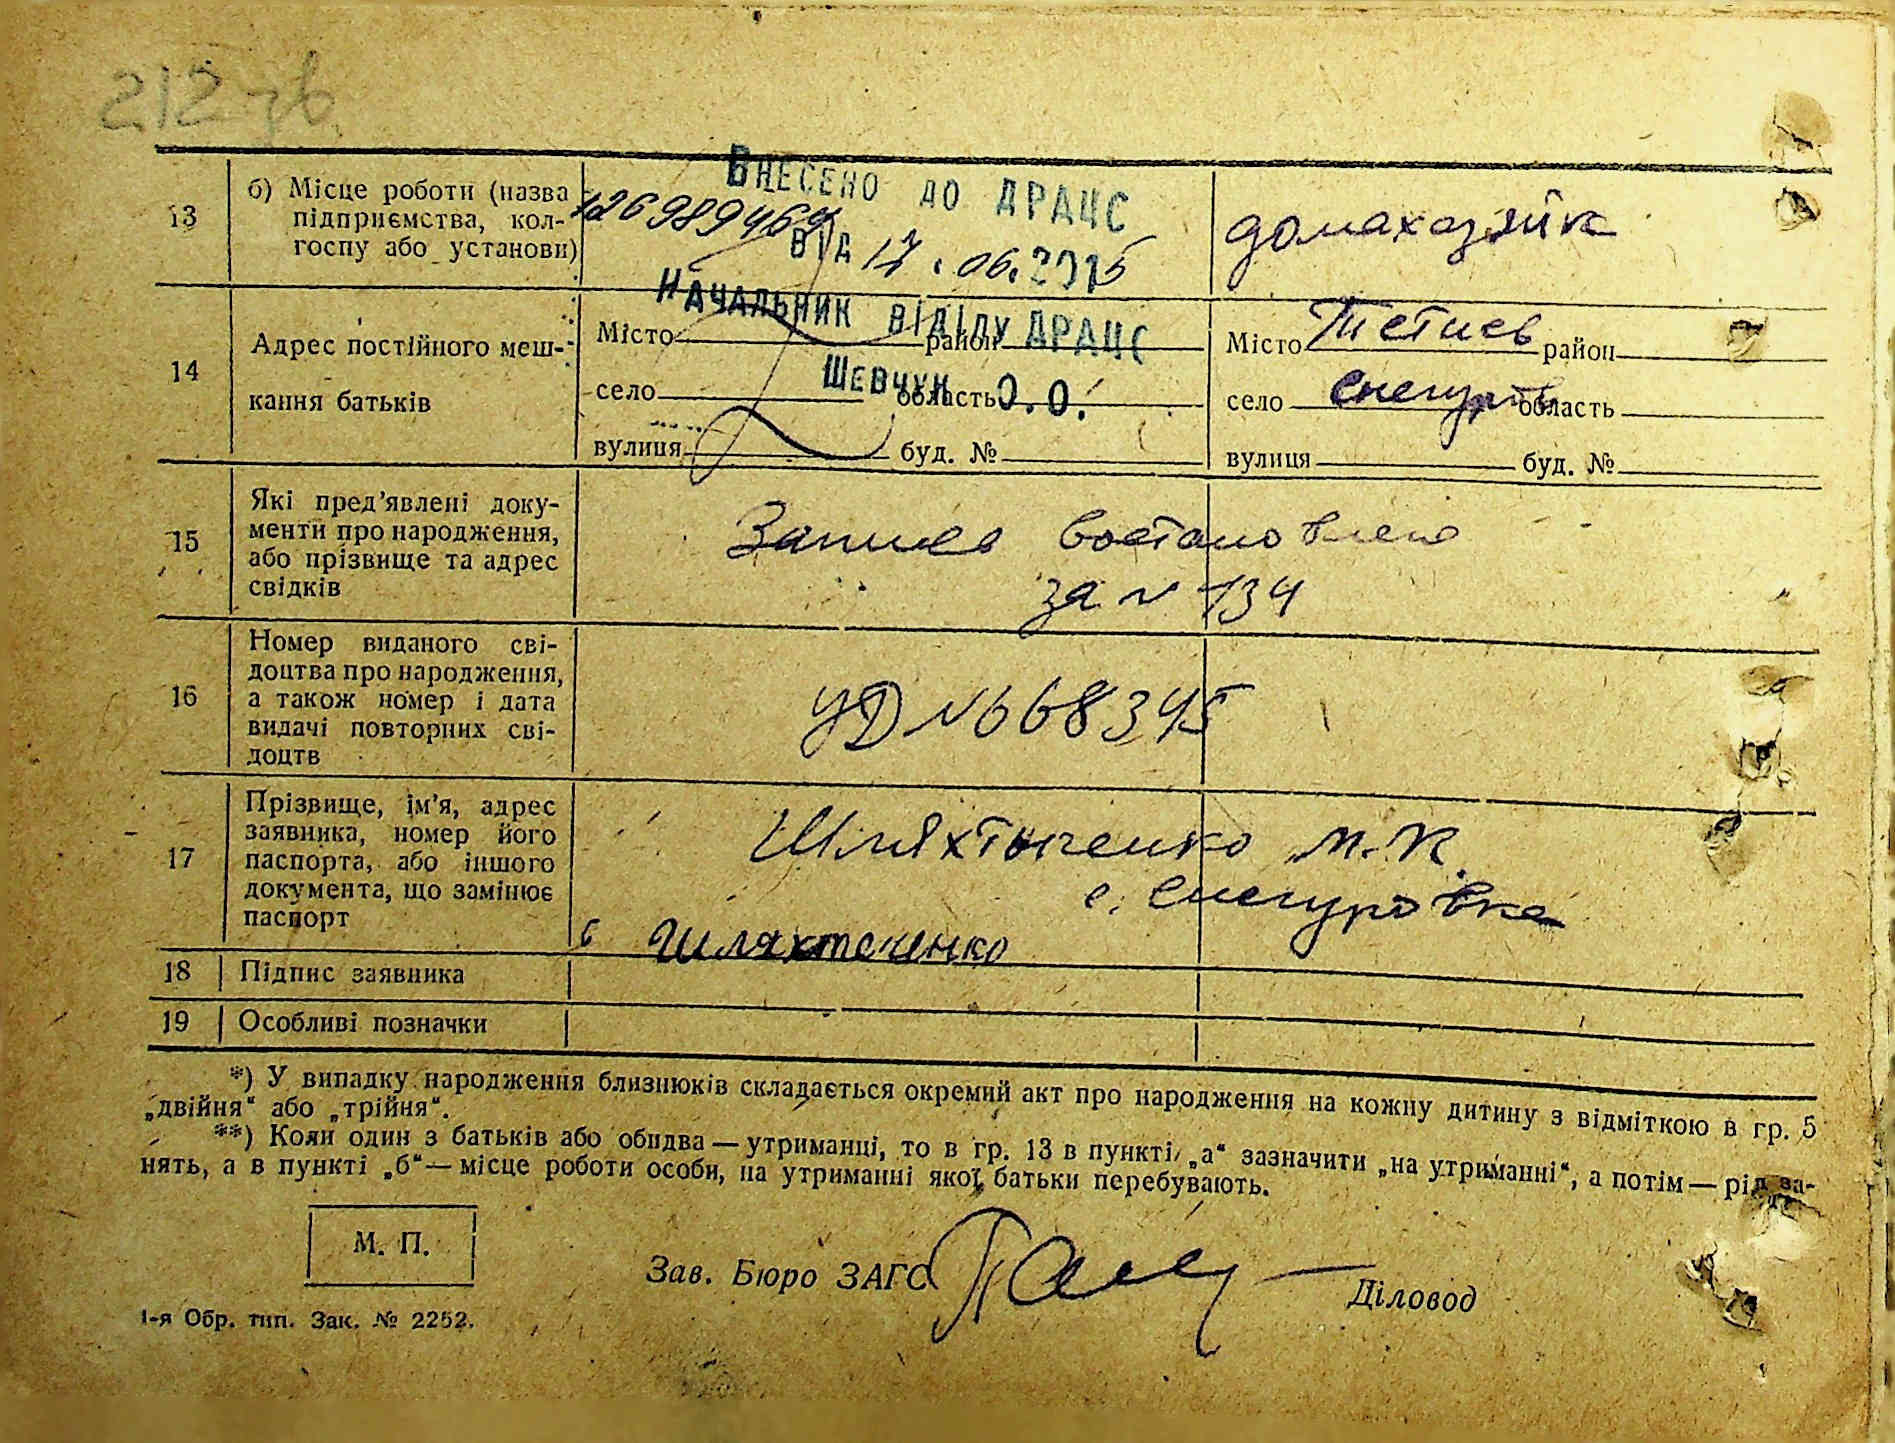 212 зв
13
б) Місце роботи (назва
підприємства, кол-
госпу або установи)
126989464
Внесено до ДРАЦС
від 17.06.2015
Начальник відділу ДРАЦС
Шевчук О.О.
домахазяйка
14
Адрес постійного меш-
кання батьків
Місто район
село область
вулиця буд. №
Місто Тетиев район
село Снегуров область
вулиця буд. №
15
Які пред’явлені доку-
менти про народження,
або прізвище та адрес
свідків
Запись востановлена
за № 134
16
Номер виданого сві-
доцтва про народження,
а також номер і дата
видачі повторних сві-
доцтв
УД № 668345
17
Прізвище, ім’я, адрес
заявника, номер його
паспорта, або іншого
документа, що замінює
паспорт
Шляхтыченко М.К.
с. Снегуровка
Шляхтеченко
18 Підпис заявника
19 Особливі позначки
*) У випадку народження близнюків складається окремий акт про народження на кожну дитину з відміткою в гр. 5
„двійня“ або „трійня“.
**) Коли один з батьків або обидва — утриманці, то в гр. 13 в пункті „а“ зазначити „на утриманні“, а потім — рід за-
нять, а в пункті „б“ — місце роботи особи, на утриманні якої батьки перебувають.
М. П.
Зав. Бюро ЗАГС
Діловод
1-я Обр. тип. Зак. № 2252.